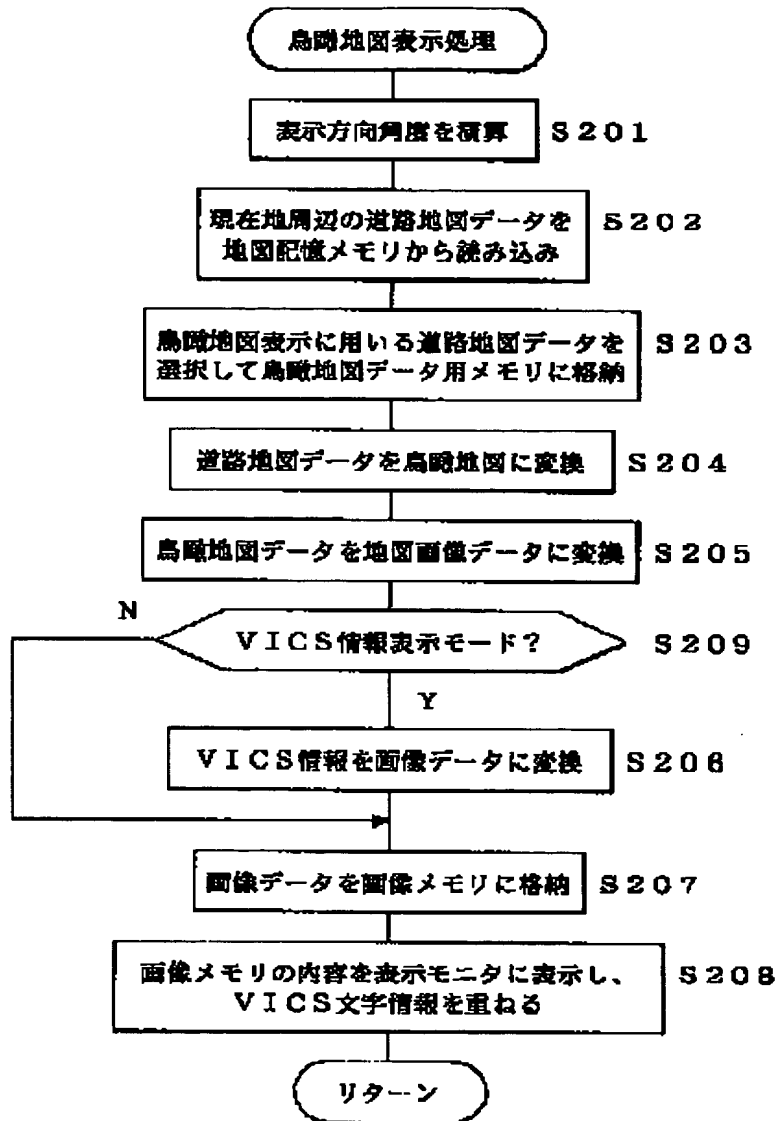 鳥瞰地図表示処理
表示方向角度を演算 S201
現在地周辺の道路地図データを S202
地図記憶メモリから読み込み
鳥瞰地図表示に用いる道路地図データを S203
選択して鳥瞰地図データ用メモリに格納
道路地図データを鳥瞰地図に変換 S204
鳥瞰地図データを地図画像データに変換 S205
N
VICS情報表示モード? S209
Y
VICS情報を画像データに変換 S206
画像データを画像メモリに格納 S207
画像メモリの内容を表示モニタに表示し、 S208
VICS文字情報を重ねる
リターン